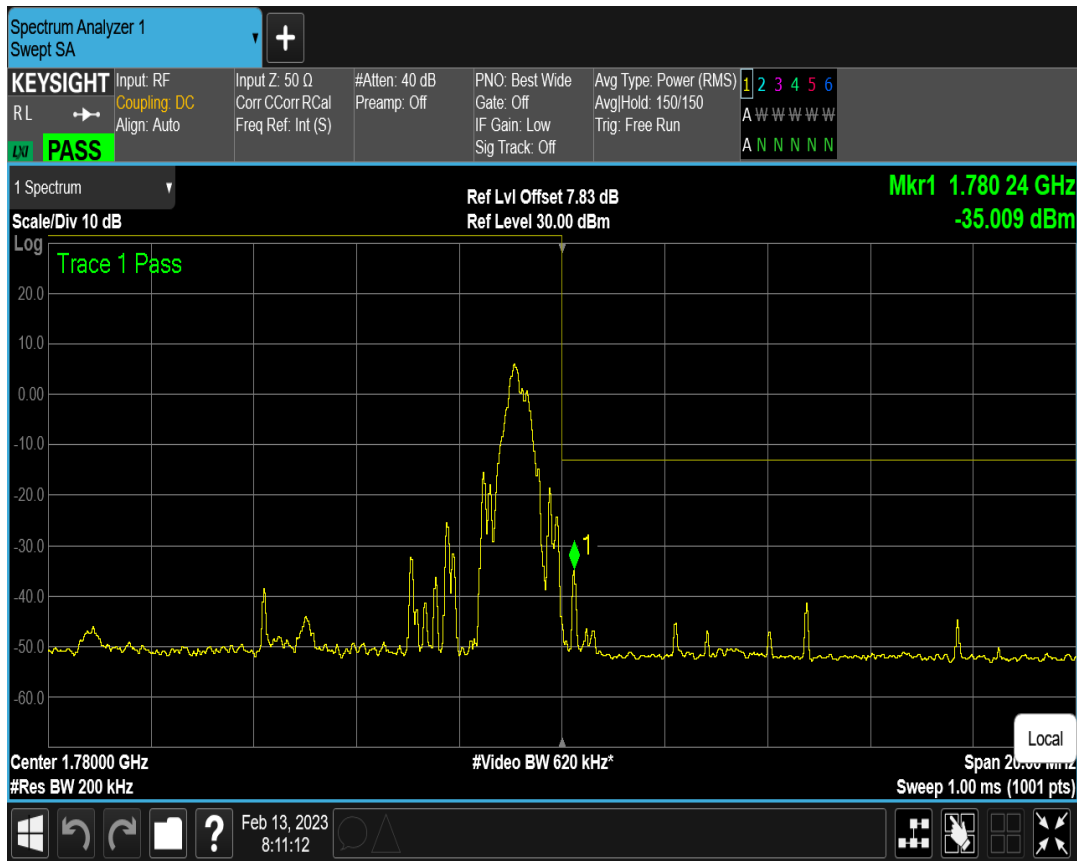 Spectrum Analyzer 1
Swept SA
KEYSIGHT
RL
LXI PASS
Input: RF
Coupling: DC
Align: Auto
Input Z: 50 Ω
Corr CCorr RCal
Freq Ref: Int (S)
#Atten: 40 dB
Preamp: Off
PNO: Best Wide
Gate: Off
IF Gain: Low
Sig Track: Off
Avg Type: Power (RMS)
Avg|Hold: 150/150
Trig: Free Run
1 2 3 4 5 6
A W W W W W
A N N N N N
1 Spectrum
Scale/Div 10 dB
Ref Lvl Offset 7.83 dB
Ref Level 30.00 dBm
Mkr1 1.780 24 GHz
-35.009 dBm
Log
Trace 1 Pass
20.0
10.0
0.00
-10.0
-20.0
-30.0
-40.0
-50.0
-60.0
1
Local
Center 1.78000 GHz
#Res BW 200 kHz
#Video BW 620 kHz*
Span 20.00 MHz
Sweep 1.00 ms (1001 pts)
?
Feb 13, 2023
8:11:12